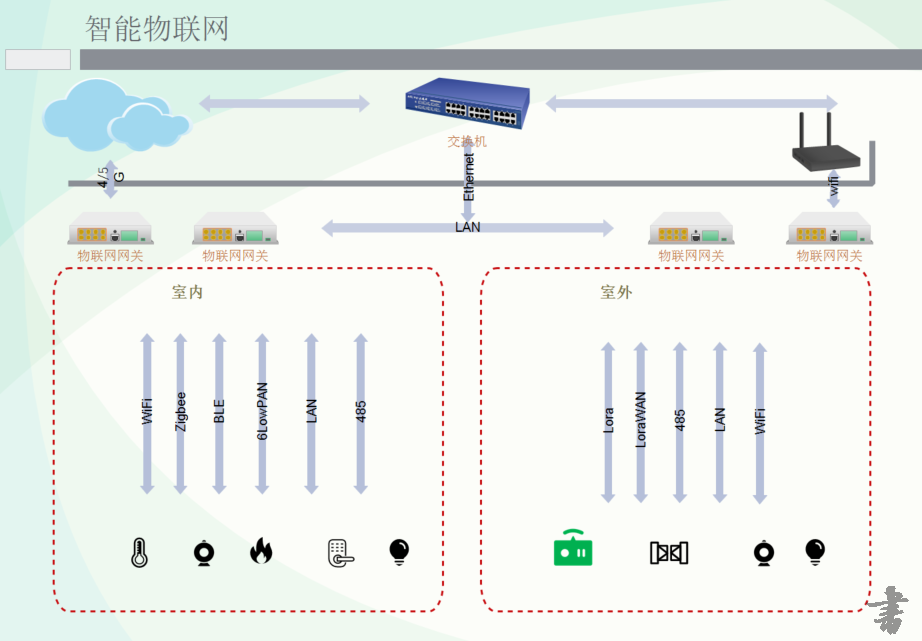 智能物联网
交换机
4/5
G
Ethernet
wifi
LAN
物联网网关
物联网网关
物联网网关
物联网网关
室内
室外
WiFi
Zigbee
BLE
6LowPAN
LAN
485
Lora
LoraWAN
485
LAN
WiFi
書